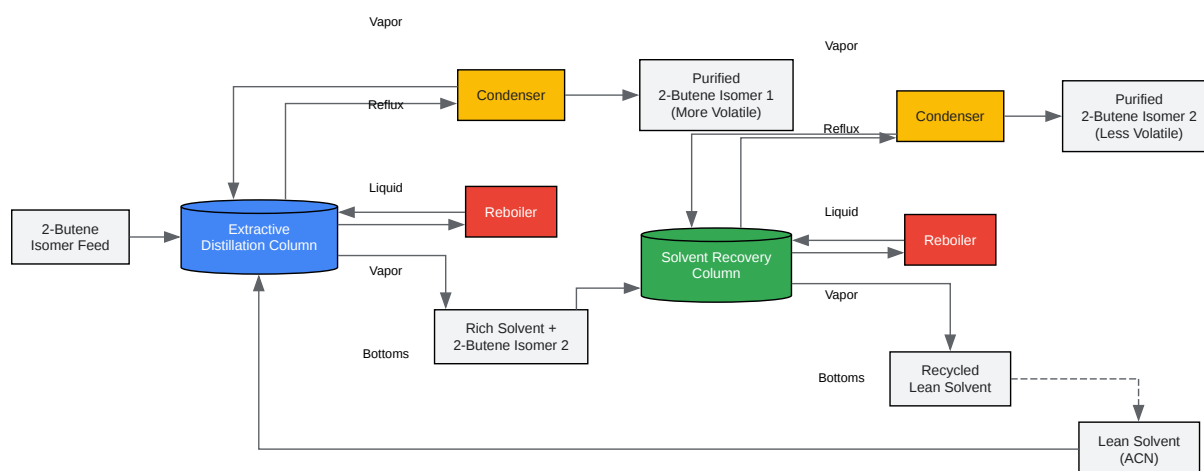 Vapor
Vapor
Condenser
Purified
2-Butene Isomer 1
(More Volatile)
Reflux
Condenser
Purified
2-Butene Isomer 2
(Less Volatile)
Reflux
Liquid
Reboiler
2-Butene
Isomer Feed
Extractive
Distillation Column
Liquid
Reboiler
Solvent Recovery
Column
Vapor
Vapor
Rich Solvent +
2-Butene Isomer 2
Bottoms
Bottoms
Recycled
Lean Solvent
Lean Solvent
(ACN)